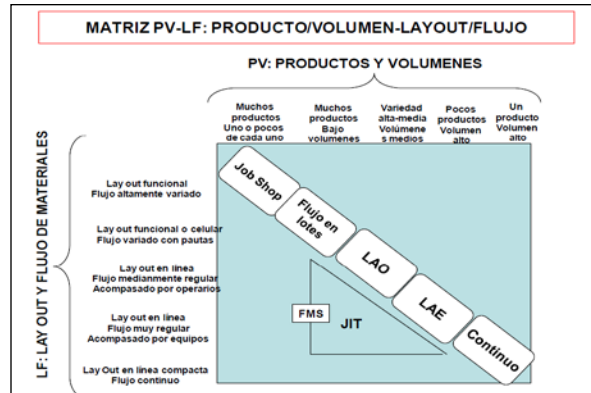 MATRIZ PV-LF: PRODUCTO/VOLUMEN-LAYOUT/FLUJO
PV: PRODUCTOS Y VOLUMENES
Muchos
productos
Uno o pocos
de cada uno
Muchos
productos
Bajo
volumenes
Variedad
alta-media
Volúmene
s medios
Pocos
productos
Volumen
alto
Un
producto
Volumen
alto
LF: LAY OUT Y FLUJO DE MATERIALES
Lay out funcional
Flujo altamente variado
Lay out funcional o celular
Flujo variado con pautas
Lay out en línea
Flujo medianmente regular
Acompasado por operarios
Lay out en línea
Flujo muy regular
Acompasado por equipos
Lay Out en línea compacta
Flujo continuo
Job Shop
Flujo en
lotes
LAO
LAE
Continuo
FMS
JIT